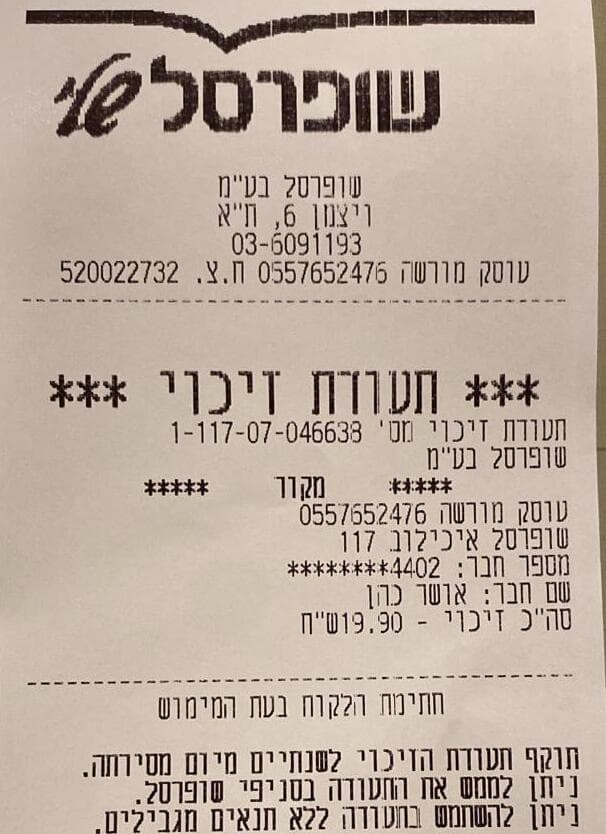 שופרסל שלי
שופרסל בע"מ
ויצמן 6, ת"א
03-6091193
עוסק מורשה 0557652476 ח.צ. 520022732
*** תעודת זיכוי ***
תעודת זיכוי מס' 1-117-07-046638
שופרסל בע"מ
***** מקור *****
עוסק מורשה 0557652476
שופרסל איכילוב 117
מספר חבר: 4402********
שם חבר: אושר כהן
סה"כ זיכוי - 19.90ש"ח
חתימת הלקוח בעת המימוש
תוקף תעודת הזיכוי לשנתיים מיום מסירתה.
ניתן לממש את התעודה בסניפי שופרסל.
ניתן להשתמש בתעודה ללא תנאים מגבילים.